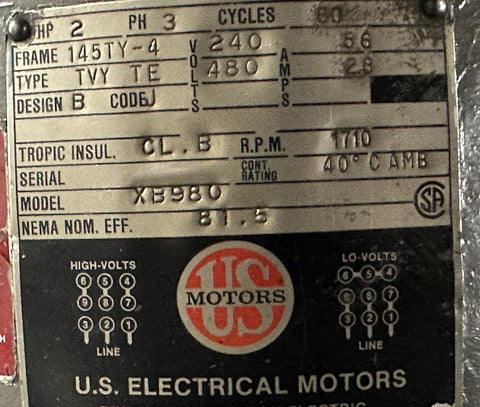 HP 2 PH 3 CYCLES 60
FRAME 145TY-4 VOLTS 240 AMPS 5.6
TYPE TVY TE 480 2.8
DESIGN B CODE J
TROPIC INSUL. CL.B R.P.M. 1710
SERIAL CONT. RATING 40° C AMB
MODEL XB980
NEMA NOM. EFF. 81.5
SA
HIGH-VOLTS LO-VOLTS
6 5 4 6 5 4
9 8 7 9 8 7
3 2 1 3 2 1
LINE LINE
US MOTORS
U.S. ELECTRICAL MOTORS
ELECTRIC